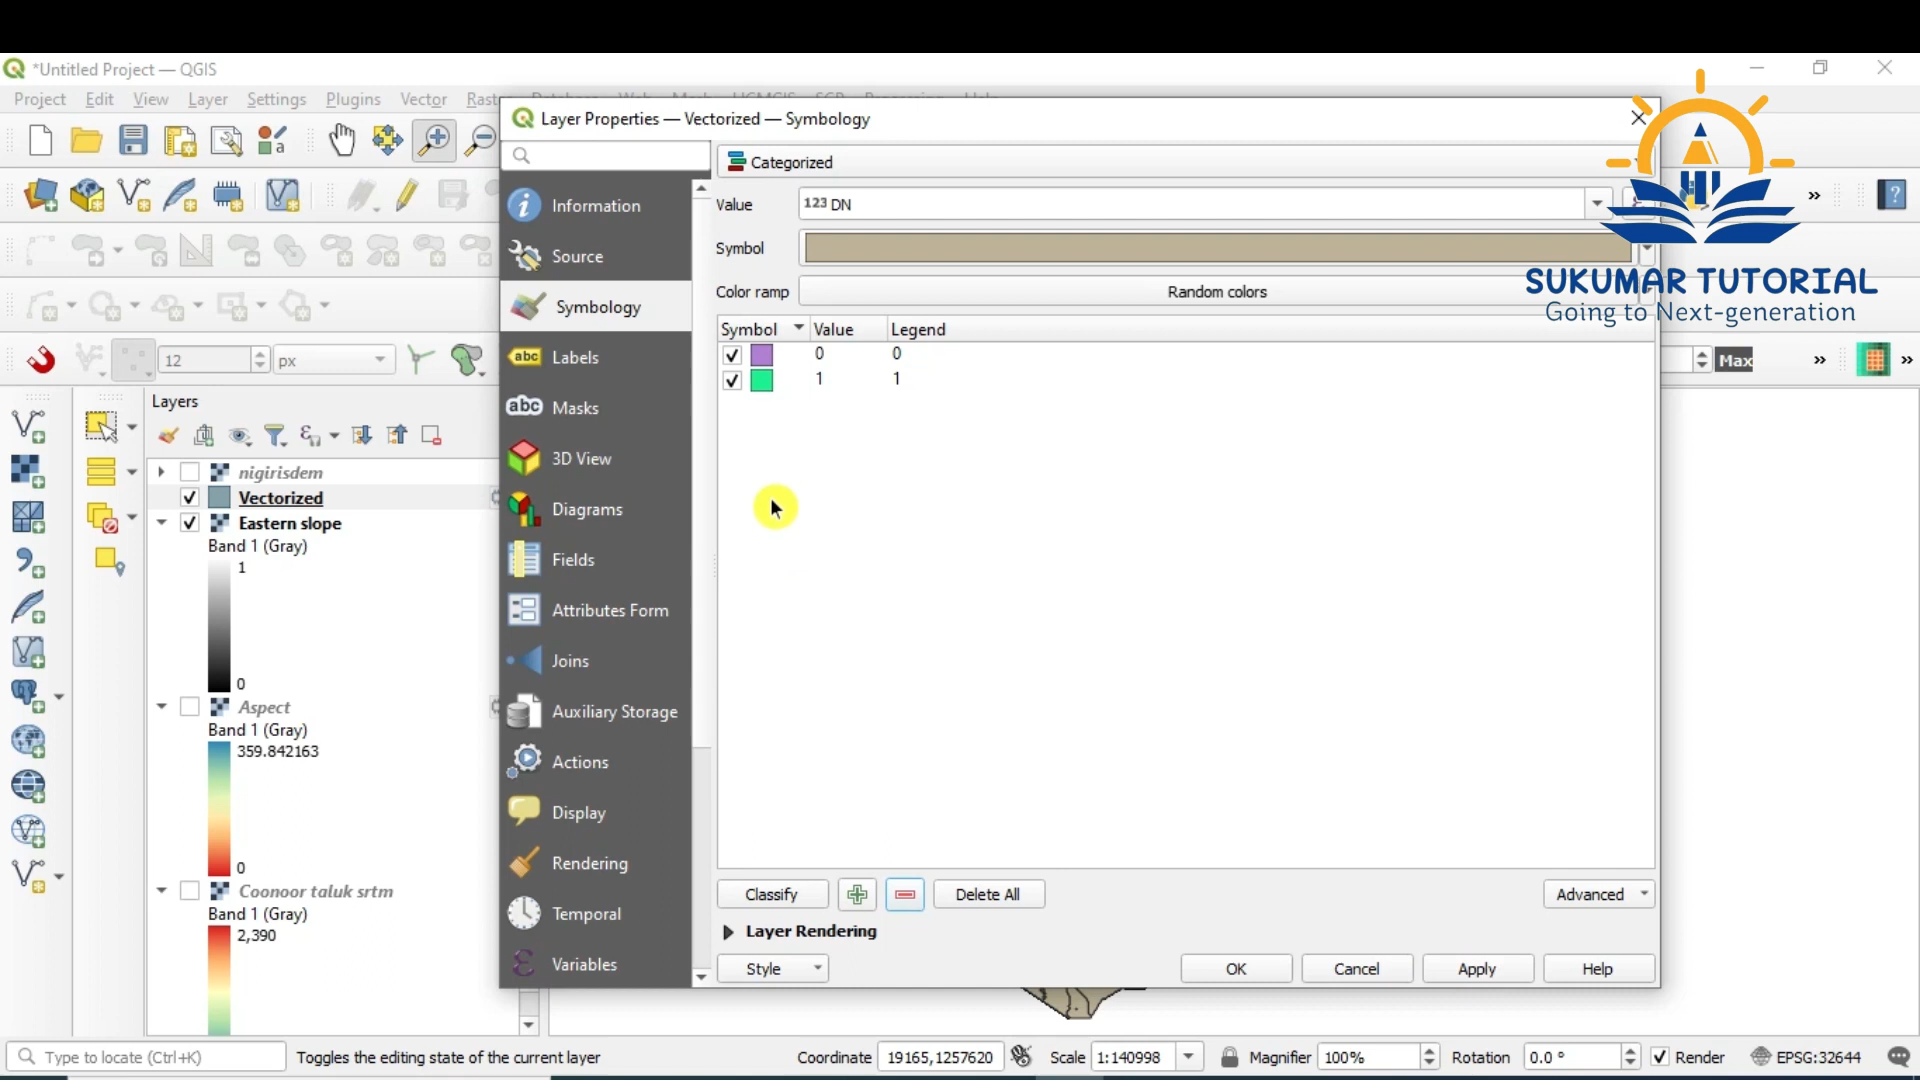 *Untitled Project — QGIS
Project Edit View Layer Settings Plugins Vector Rast
Layer Properties — Vectorized — Symbology
Categorized
Information
Value 123 DN
Source
Symbol
SUKUMAR TUTORIAL
Going to Next-generation
Symbology
Color ramp Random colors
Symbol Value Legend
0 0
1 1
12 px
Max
abc Labels
abc Masks
3D View
Diagrams
Fields
Attributes Form
Joins
Auxiliary Storage
Actions
Display
Rendering
Temporal
Variables
Layers
nigirisdem
Vectorized
Eastern slope
Band 1 (Gray)
1
0
Aspect
Band 1 (Gray)
359.842163
0
Coonoor taluk srtm
Band 1 (Gray)
2,390
Classify Delete All Advanced
Layer Rendering
Style OK Cancel Apply Help
Type to locate (Ctrl+K) Toggles the editing state of the current layer Coordinate 19165,1257620 Scale 1:140998 Magnifier 100% Rotation 0.0 ° Render EPSG:32644